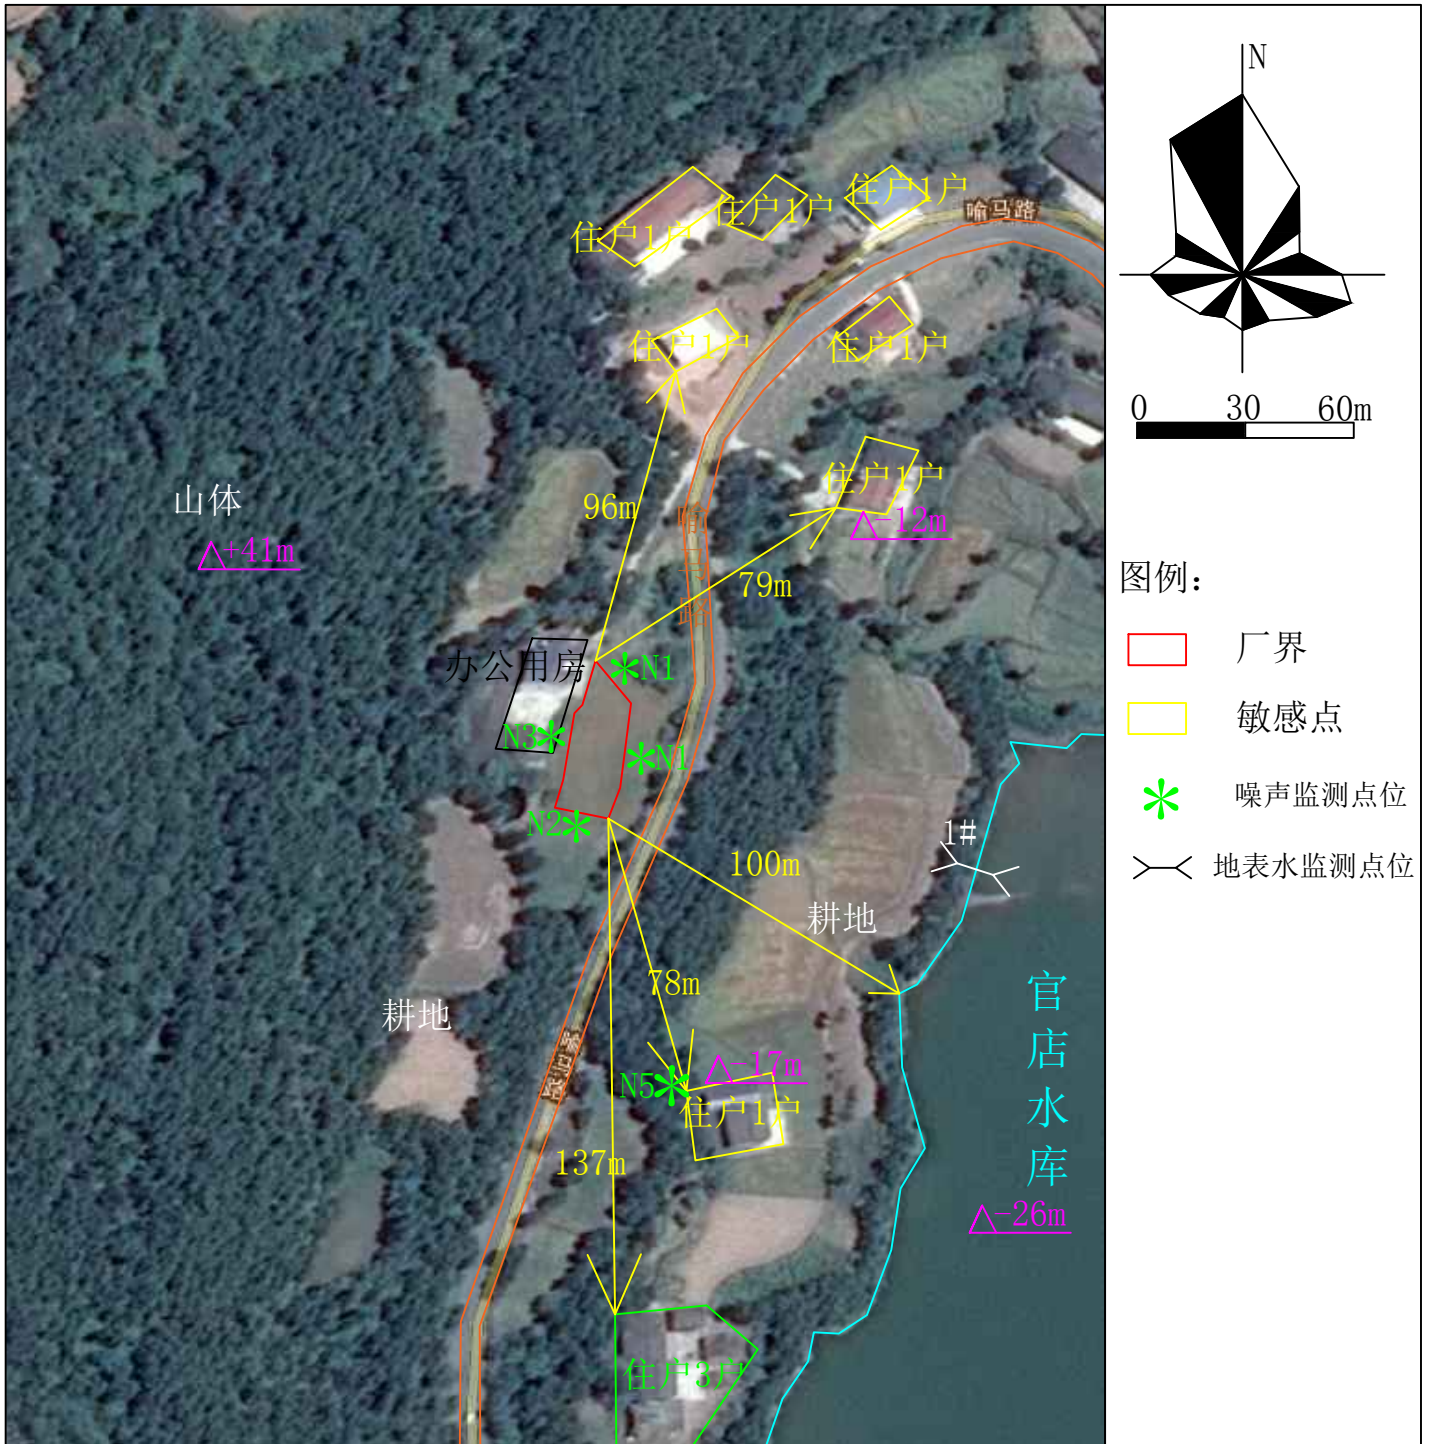 N
0 30 60m
图例：
厂界
敏感点
噪声监测点位
地表水监测点位
住户1户
住户1户
住户1户
喻马路
住户1户
住户1户
住户1户
△-12m
山体
△+41m
96m
79m
喻马路
办公用房
N1
N3
N1
N2
100m
1#
耕地
78m
耕地
官店水库
△-17m
N5
住户1户
137m
△-26m
住户3户